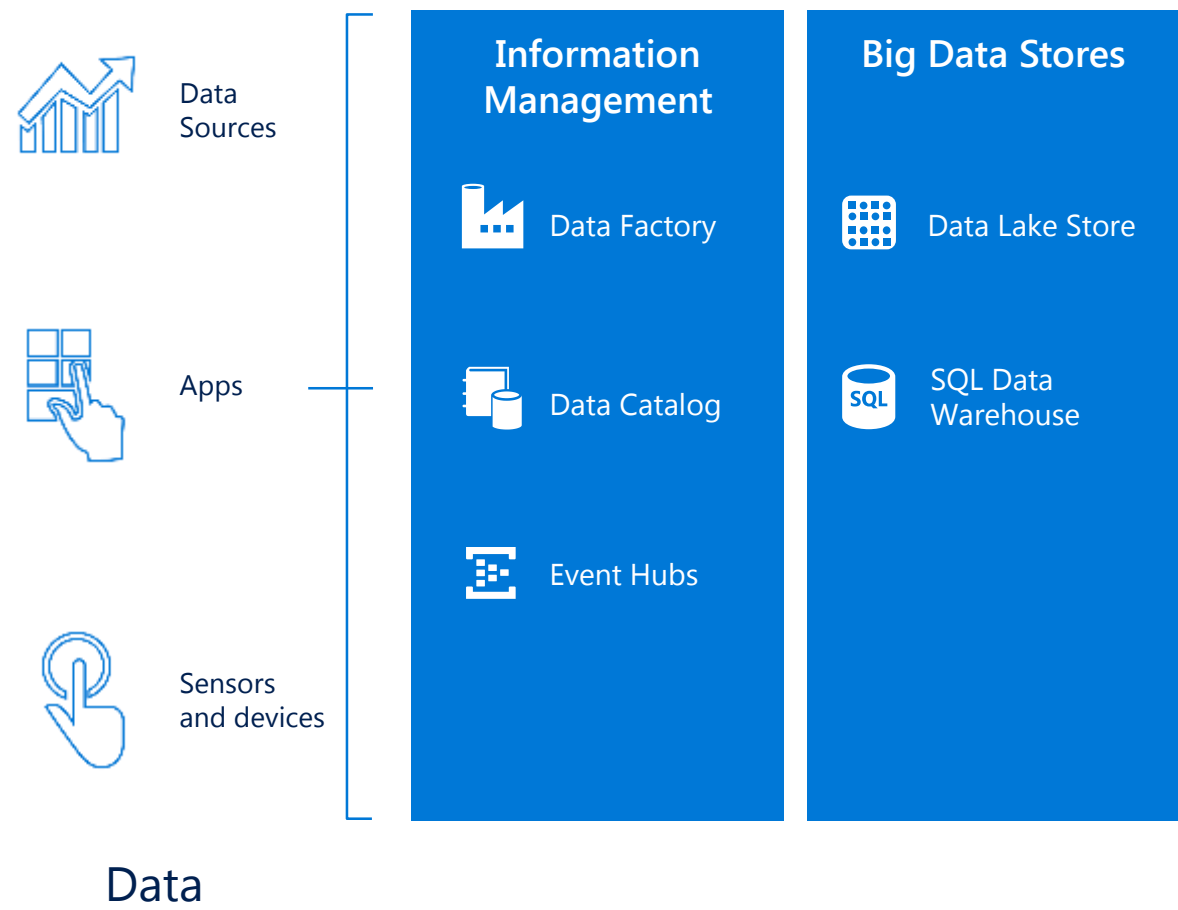 Data
Sources
Apps
Sensors
and devices
Information
Management
Data Factory
Data Catalog
Event Hubs
Big Data Stores
Data Lake Store
SQL
SQL Data
Warehouse
Data